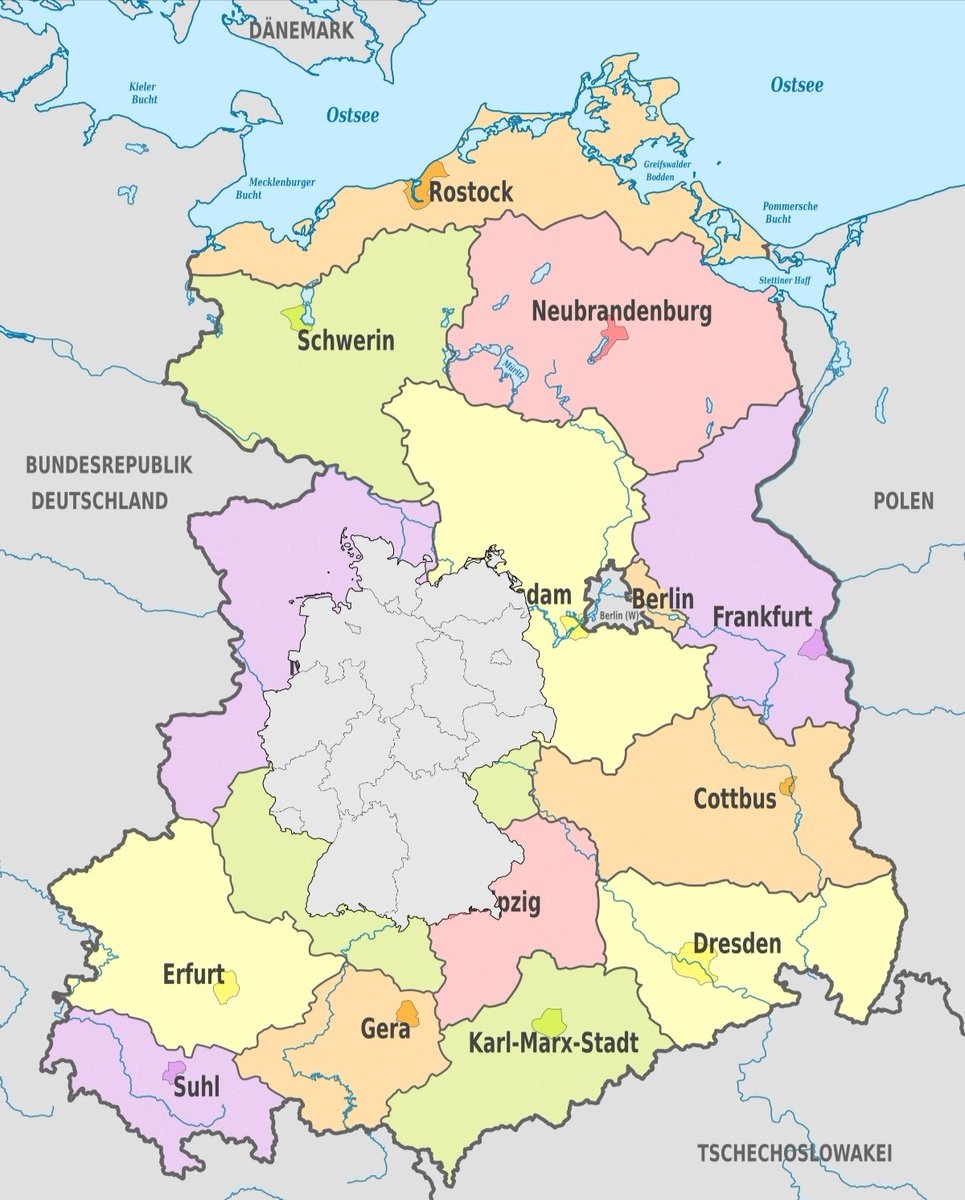 DÄNEMARK
Kieler
Bucht
Ostsee
Ostsee
Mecklenburger
Bucht
Greifswalder
Bodden
Rostock
Pommersche
Bucht
Stettiner Haff
Neubrandenburg
Schwerin
Müritz
BUNDESREPUBLIK
DEUTSCHLAND
POLEN
dam
Berlin
Berlin (W)
Frankfurt
Cottbus
pzig
Dresden
Erfurt
Gera
Karl-Marx-Stadt
Suhl
TSCHECHOSLOWAKEI